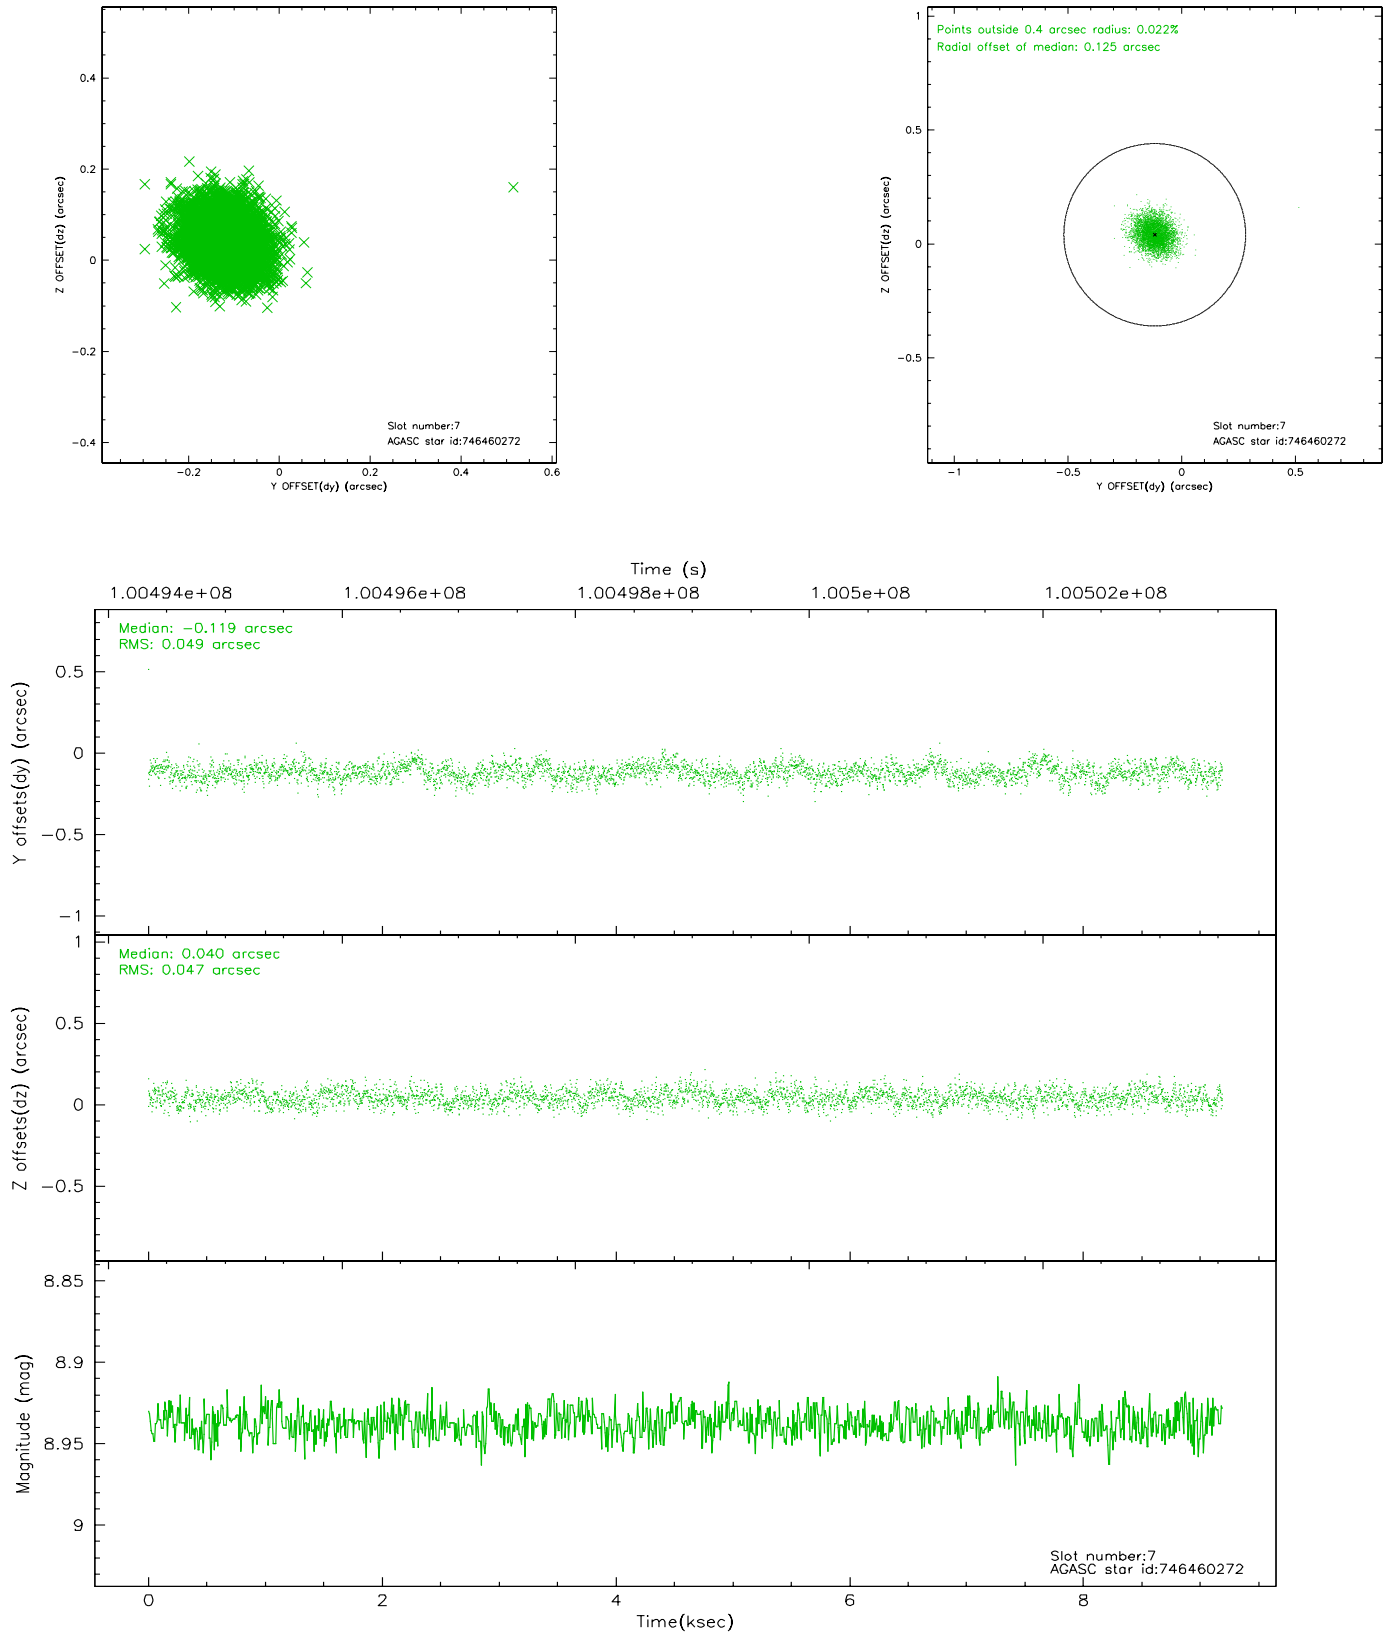 0.4
0.2
0
−0.2
−0.4
Z OFFSET(dz) (arcsec)
Slot number:7
AGASC star id:746460272
−0.2
0
0.2
0.4
0.6
Y OFFSET(dy) (arcsec)
Points outside 0.4 arcsec radius: 0.022%
Radial offset of median: 0.125 arcsec
1
0.5
0
−0.5
Z OFFSET(dz) (arcsec)
Slot number:7
AGASC star id:746460272
−1
−0.5
0
0.5
Y OFFSET(dy) (arcsec)
Time (s)
1.00494e+08
1.00496e+08
1.00498e+08
1.005e+08
1.00502e+08
Median: −0.119 arcsec
RMS: 0.049 arcsec
0.5
0
−0.5
−1
Y offsets(dy) (arcsec)
Median: 0.040 arcsec
RMS: 0.047 arcsec
1
0.5
0
−0.5
Z offsets(dz) (arcsec)
8.85
8.9
8.95
9
Magnitude (mag)
Slot number:7
AGASC star id:746460272
0
2
4
6
8
Time(ksec)